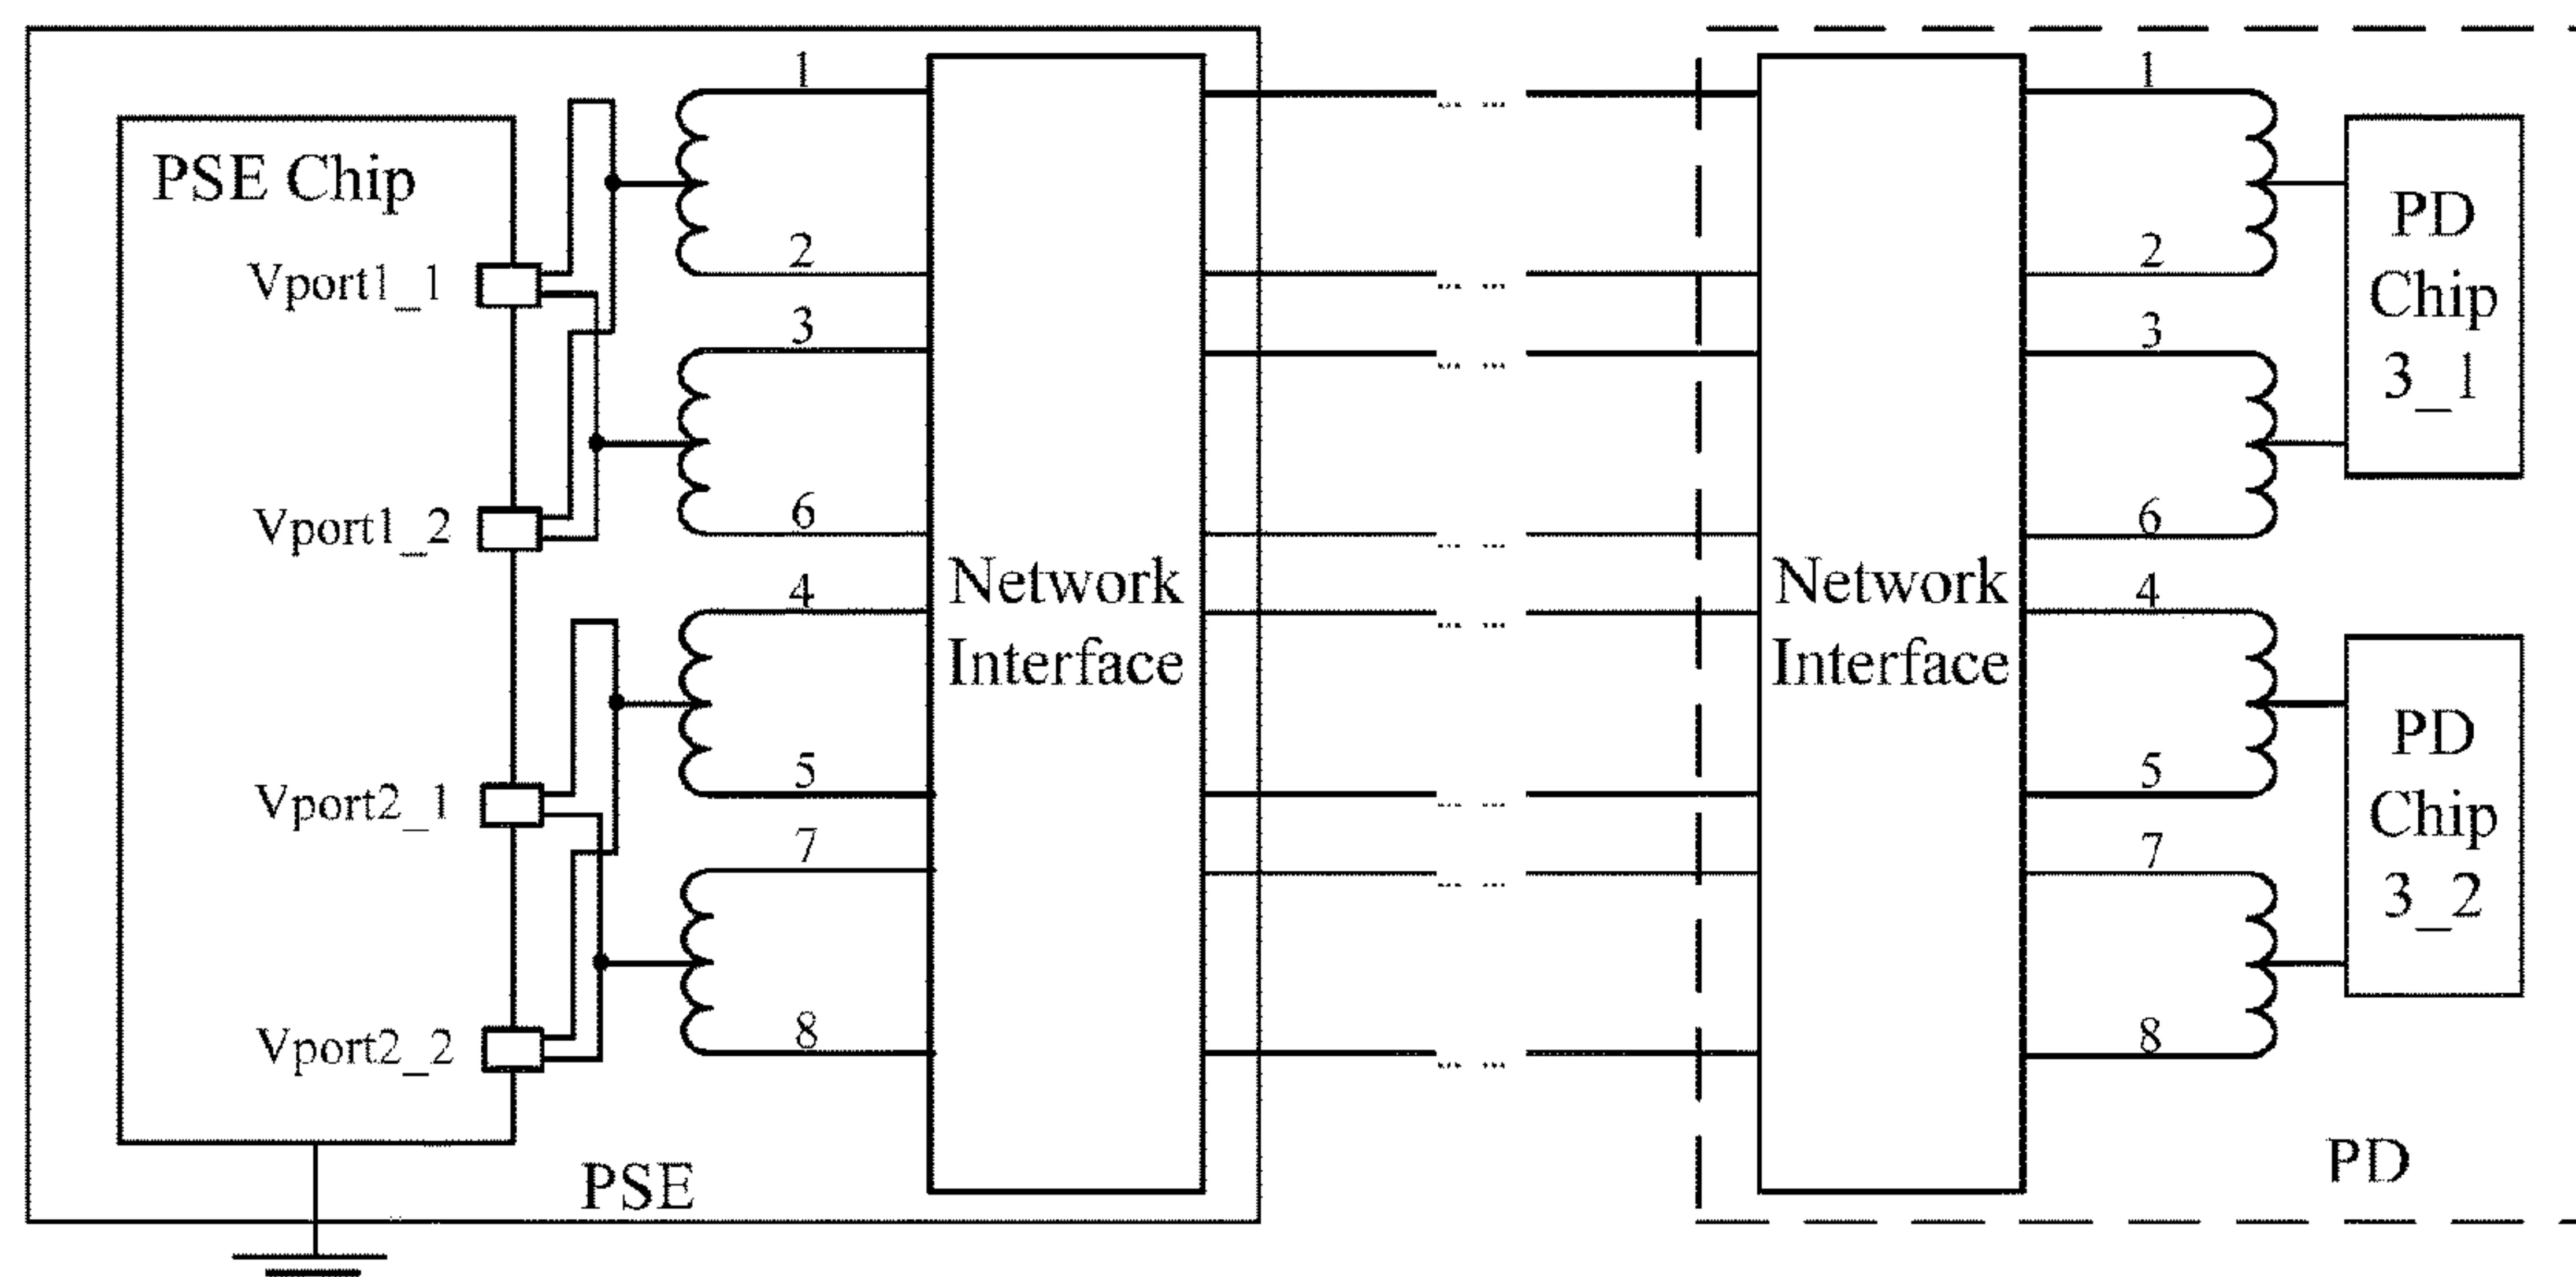 PSE Chip
Vport1_1
Vport1_2
Vport2_1
Vport2_2
1
2
3
6
4
5
7
8
Network
Interface
PSE
... ...
... ...
... ...
... ...
... ...
... ...
... ...
... ...
Network
Interface
1
2
3
6
4
5
7
8
PD
Chip
3_1
PD
Chip
3_2
PD